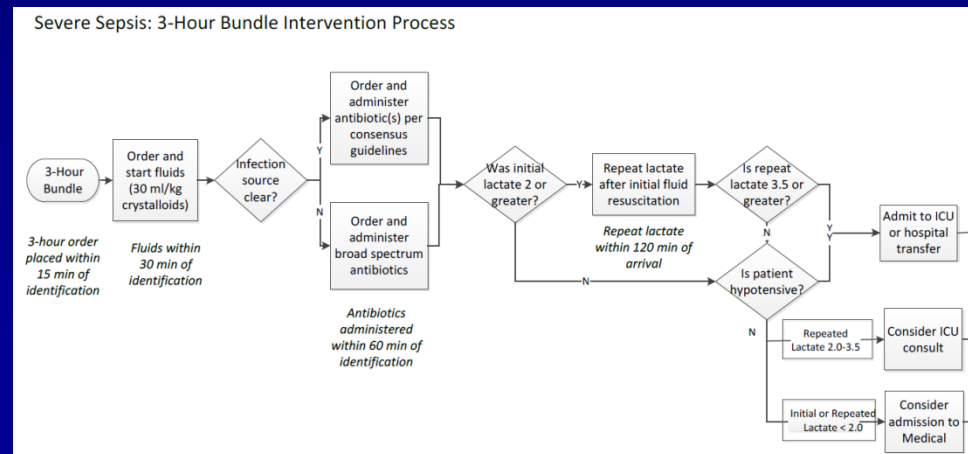 Severe Sepsis: 3-Hour Bundle Intervention Process
3-Hour
Bundle
3-hour order
placed within
15 min of
identification
Order and
start fluids
(30 ml/kg
crystalloids)
Fluids within
30 min of
identification
Infection
source
clear?
Y
N
Order and
administer
antibiotic(s) per
consensus
guidelines
Order and
administer
broad spectrum
antibiotics
Antibiotics
administered
within 60 min of
identification
Was initial
lactate 2 or
greater?
Y
N
Repeat lactate
after initial fluid
resuscitation
Repeat lactate
within 120 min of
arrival
Is repeat
lactate 3.5 or
greater?
N
Y
Y
Is patient
hypotensive?
N
Admit to ICU
or hospital
transfer
Repeated
Lactate 2.0-3.5
Consider ICU
consult
Initial or Repeated
Lactate < 2.0
Consider
admission to
Medical